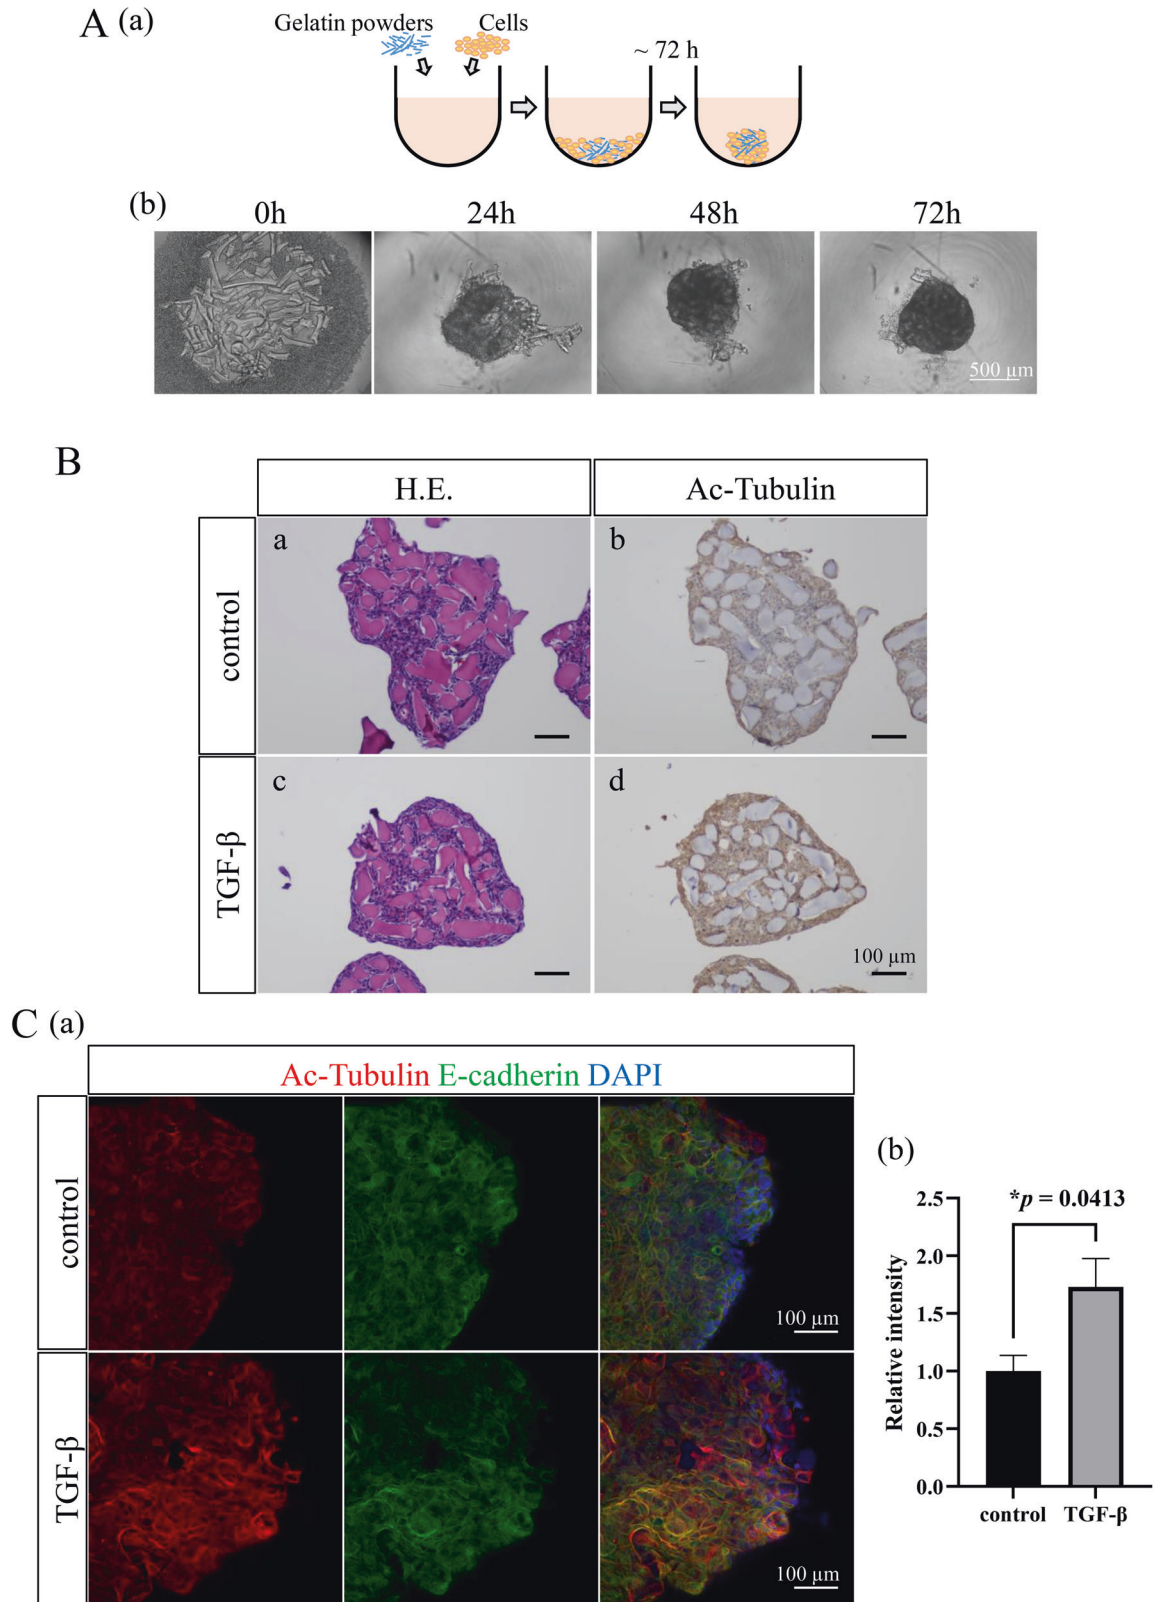 A (a)
Gelatin powders Cells
~ 72 h
(b)
0h 24h 48h 72h
500 µm
B
H.E. Ac-Tubulin
control
a b
TGF-β
c d
100 µm
C (a)
Ac-Tubulin E-cadherin DAPI
control
100 µm
TGF-β
100 µm
(b)
*p = 0.0413
Relative intensity
2.5
2.0
1.5
1.0
0.5
0.0
control TGF-β